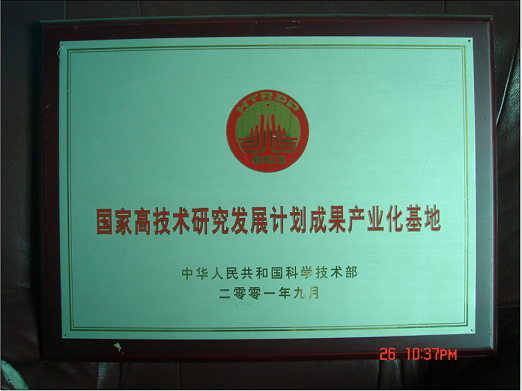 HTRDP
国家高技术研究发展计划成果产业化基地
中华人民共和国科学技术部
二零零一年九月
26 10:37PM